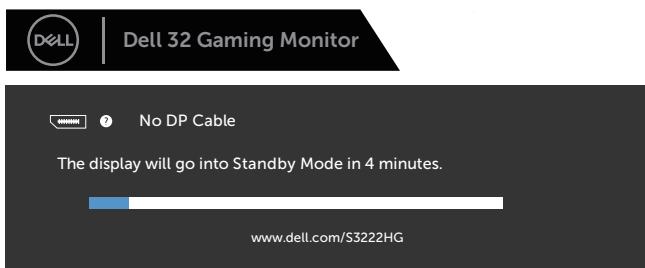 DELL
Dell 32 Gaming Monitor
? No DP Cable
The display will go into Standby Mode in 4 minutes.
www.dell.com/S3222HG